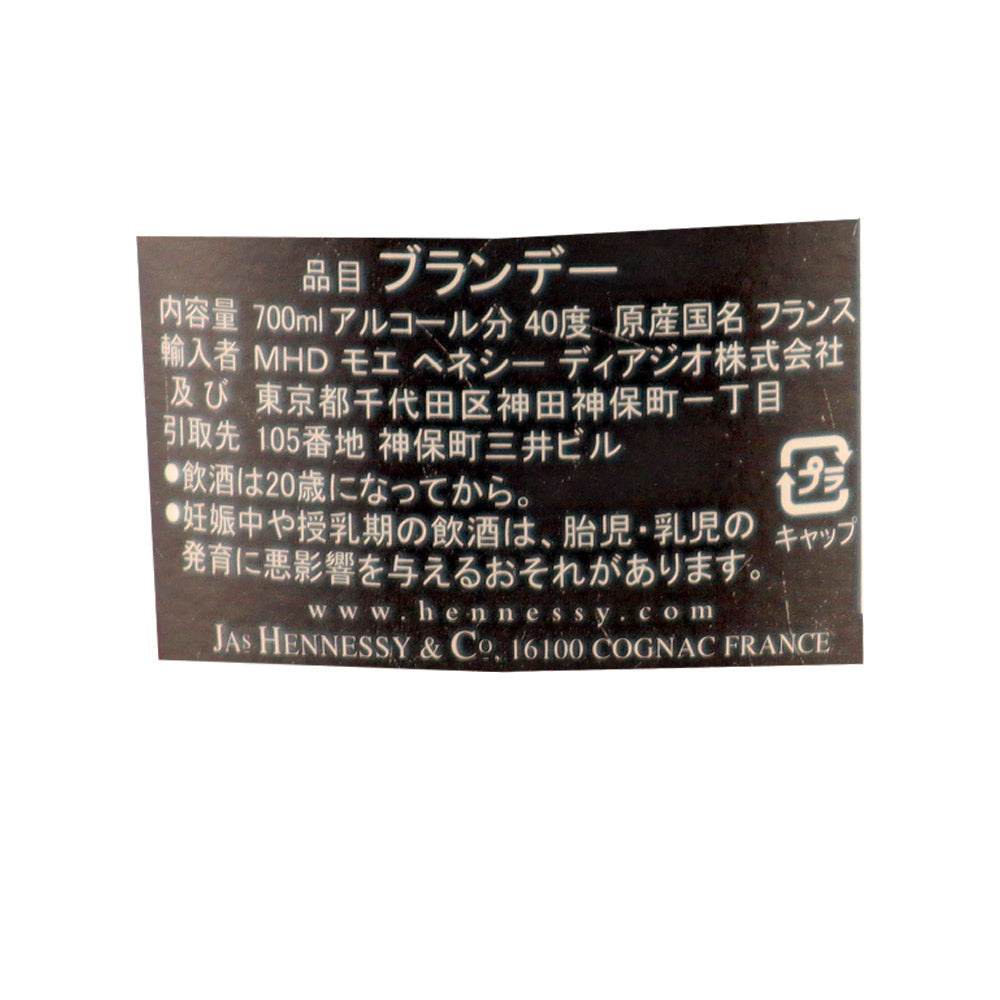 品目 ブランデー
内容量 700ml アルコール分 40度 原産国名 フランス
輸入者 MHD モエ ヘネシー ディアジオ株式会社
及び 東京都千代田区神田神保町一丁目
引取先 105番地 神保町三井ビル
●飲酒は20歳になってから。
●妊娠中や授乳期の飲酒は、胎児・乳児の
発育に悪影響を与えるおそれがあります。
プラ
キャップ
www.hennessy.com
JAS HENNESSY & CO. 16100 COGNAC FRANCE